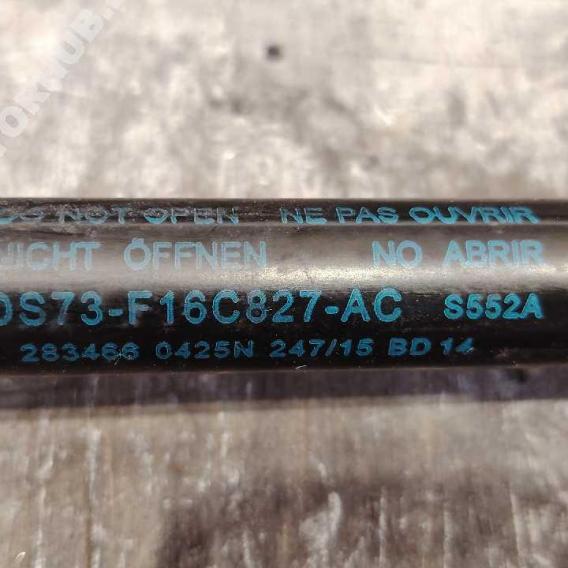 DO NOT OPEN NE PAS OUVRIR
NICHT ÖFFNEN NO ABRIR
DS73-F16C827-AC S552A
283466 0425N 247/15 BD 14